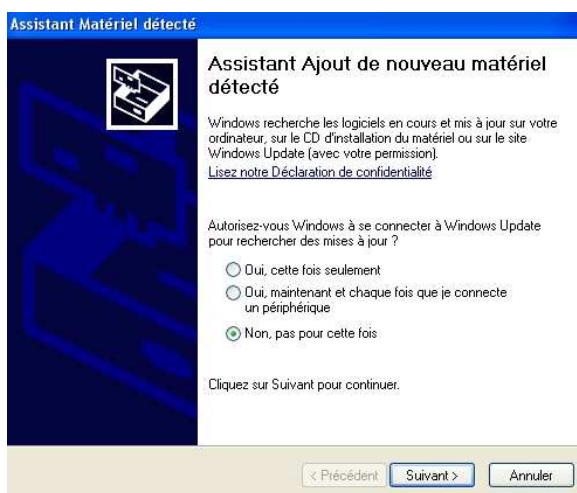 Assistant Matériel détecté
Assistant Ajout de nouveau matériel
détecté
Windows recherche les logiciels en cours et mis à jour sur votre
ordinateur, sur le CD d'installation du matériel ou sur le site
Windows Update (avec votre permission).
Lisez notre Déclaration de confidentialité
Autorisez-vous Windows à se connecter à Windows Update
pour rechercher des mises à jour ?
Oui, cette fois seulement
Oui, maintenant et chaque fois que je connecte
un périphérique
Non, pas pour cette fois
Cliquez sur Suivant pour continuer.
< Précédent Suivant > Annuler